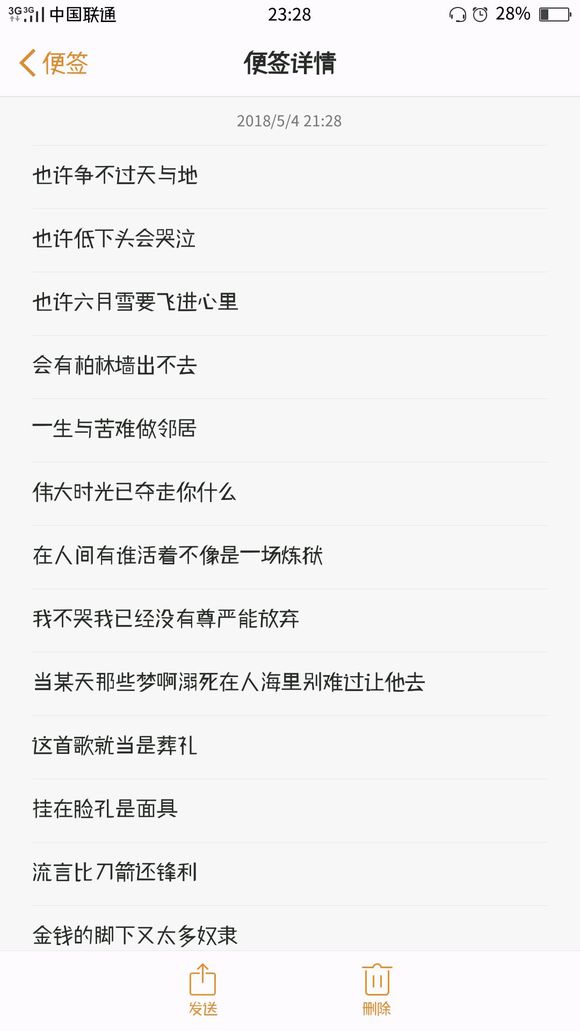 3G 3G 中国联通 23:28 28%
便签 便签详情
2018/5/4 21:28
也许争不过天与地
也许低下头会哭泣
也许六月雪要飞进心里
会有柏林墙出不去
一生与苦难做邻居
伟大时光已夺走你什么
在人间有谁活着不像是一场炼狱
我不哭我已经没有尊严能放弃
当某天那些梦啊溺死在人海里别难过让他去
这首歌就当是葬礼
挂在脸孔是面具
流言比刀箭还锋利
金钱的脚下又太多奴隶
发送 删除